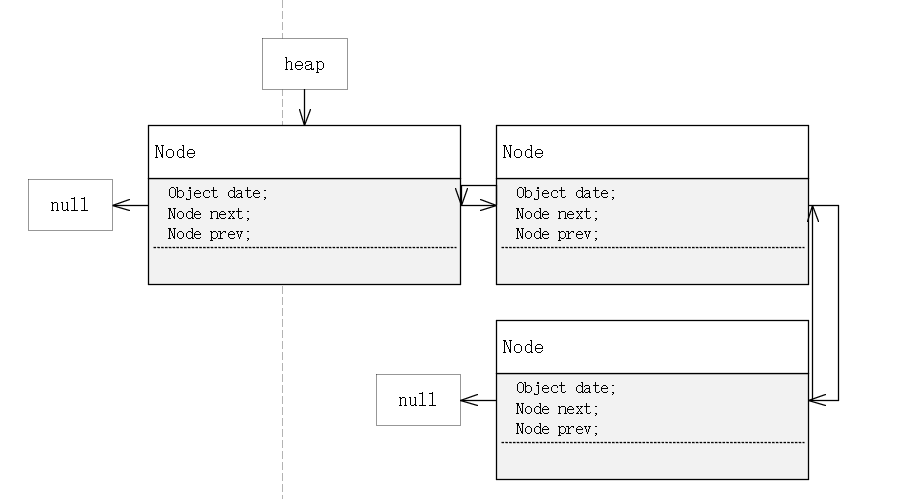 heap
Node
Object date;
Node next;
Node prev;
null
Node
Object date;
Node next;
Node prev;
Node
Object date;
Node next;
Node prev;
null